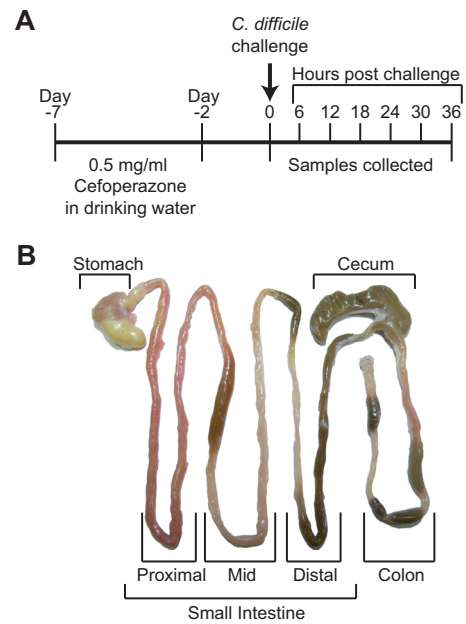 A
C. difficile
challenge
Hours post challenge
Day
-7
Day
-2
0 6 12 18 24 30 36
0.5 mg/ml
Cefoperazone
in drinking water
Samples collected
B
Stomach
Cecum
Proximal Mid Distal Colon
Small Intestine